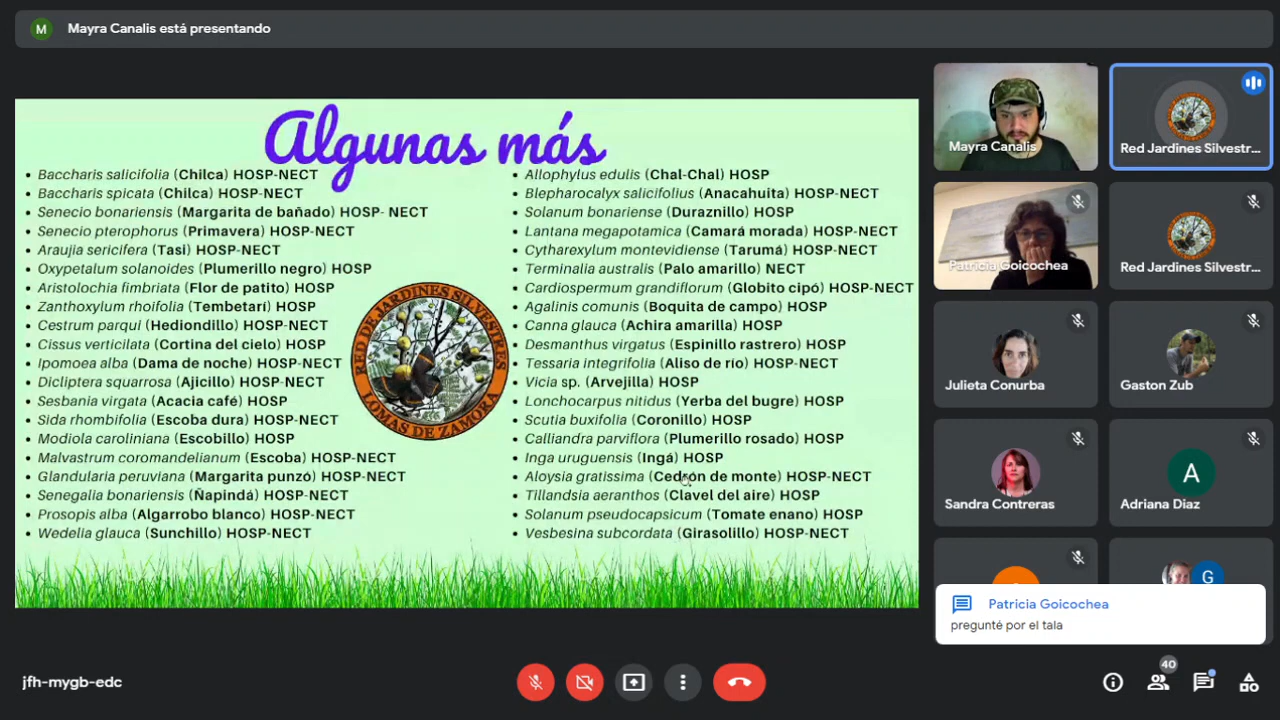 M Mayra Canalis está presentando
Algunas más
• Baccharis salicifolia (Chilca) HOSP-NECT
• Baccharis spicata (Chilca) HOSP-NECT
• Senecio bonariensis (Margarita de bañado) HOSP- NECT
• Senecio pterophorus (Primavera) HOSP-NECT
• Araujia sericifera (Tasi) HOSP-NECT
• Oxypetalum solanoides (Plumerillo negro) HOSP
• Aristolochia fimbriata (Flor de patito) HOSP
• Zanthoxylum rhoifolia (Tembetarí) HOSP
• Cestrum parqui (Hediondillo) HOSP-NECT
• Cissus verticilata (Cortina del cielo) HOSP
• Ipomoea alba (Dama de noche) HOSP-NECT
• Dicliptera squarrosa (Ajicillo) HOSP-NECT
• Sesbania virgata (Acacia café) HOSP
• Sida rhombifolia (Escoba dura) HOSP-NECT
• Modiola caroliniana (Escobillo) HOSP
• Malvastrum coromandelianum (Escoba) HOSP-NECT
• Glandularia peruviana (Margarita punzó) HOSP-NECT
• Senegalia bonariensis (Ñapindá) HOSP-NECT
• Prosopis alba (Algarrobo blanco) HOSP-NECT
• Wedelia glauca (Sunchillo) HOSP-NECT
RED DE JARDINES SILVESTRES
LOMAS DE ZAMORA
• Allophylus edulis (Chal-Chal) HOSP
• Blepharocalyx salicifolius (Anacahuita) HOSP-NECT
• Solanum bonariense (Duraznillo) HOSP
• Lantana megapotamica (Camará morada) HOSP-NECT
• Cytharexylum montevidiense (Tarumá) HOSP-NECT
• Terminalia australis (Palo amarillo) NECT
• Cardiospermum grandiflorum (Globito cipó) HOSP-NECT
• Agalinis comunis (Boquita de campo) HOSP
• Canna glauca (Achira amarilla) HOSP
• Desmanthus virgatus (Espinillo rastrero) HOSP
• Tessaria integrifolia (Aliso de río) HOSP-NECT
• Vicia sp. (Arvejilla) HOSP
• Lonchocarpus nitidus (Yerba del bugre) HOSP
• Scutia buxifolia (Coronillo) HOSP
• Calliandra parviflora (Plumerillo rosado) HOSP
• Inga uruguensis (Ingá) HOSP
• Aloysia gratissima (Cedrón de monte) HOSP-NECT
• Tillandsia aeranthos (Clavel del aire) HOSP
• Solanum pseudocapsicum (Tomate enano) HOSP
• Vesbesina subcordata (Girasolillo) HOSP-NECT
Mayra Canalis
Red Jardines Silvestr...
Patricia Goicochea
Red Jardines Silvestr...
Julieta Conurba
Gaston Zub
Sandra Contreras
A
Adriana Diaz
G
Patricia Goicochea
pregunté por el tala
jfh-mygb-edc
40